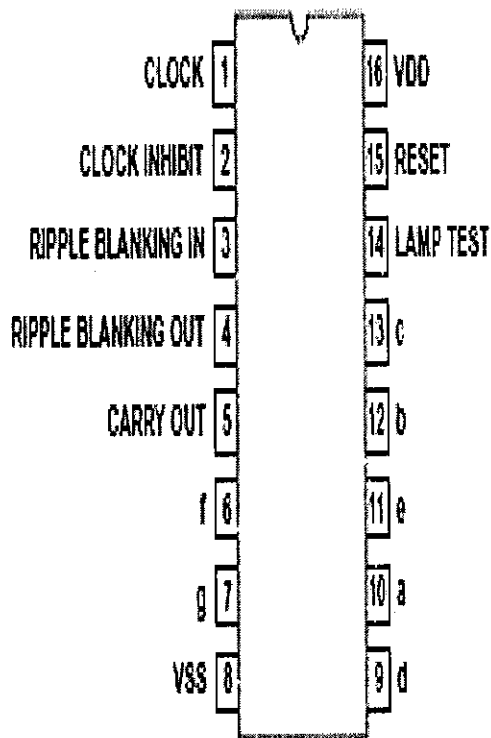 CLOCK 1 16 VDD
CLOCK INHIBIT 2 15 RESET
RIPPLE BLANKING IN 3 14 LAMP TEST
RIPPLE BLANKING OUT 4 13 c
CARRY OUT 5 12 b
f 6 11 e
g 7 10 a
VSS 8 9 d